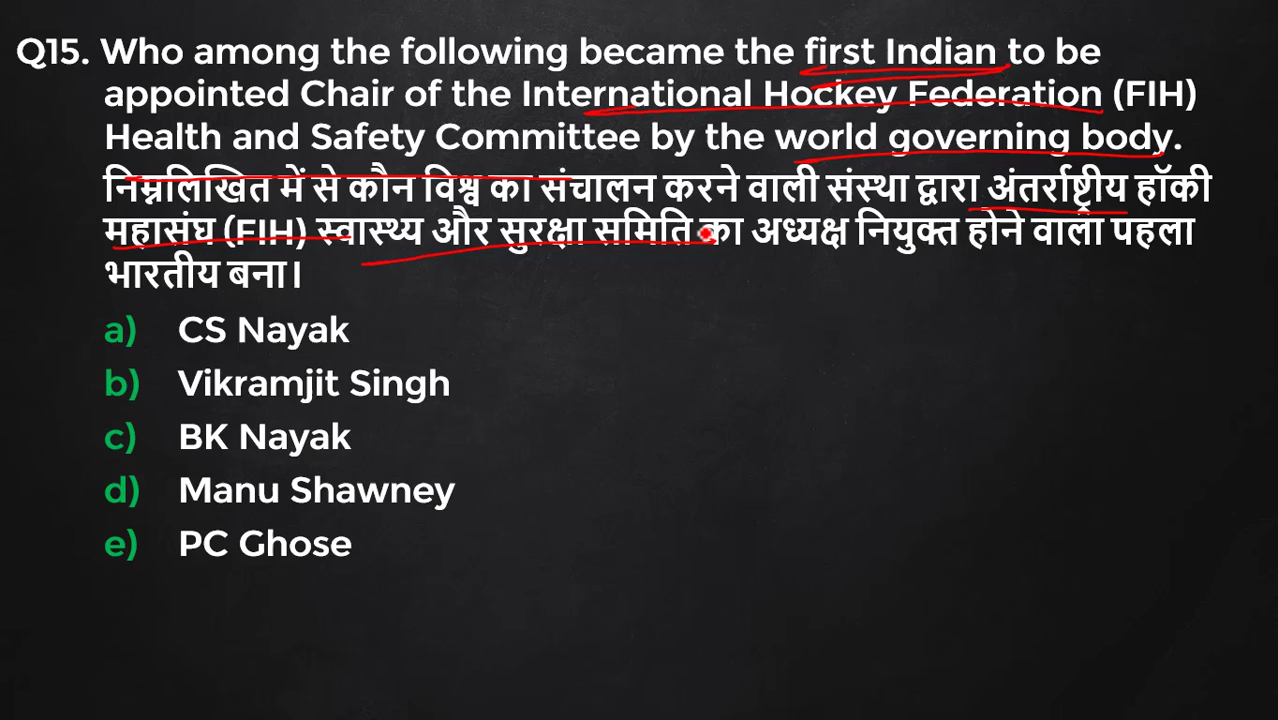 Q15. Who among the following became the first Indian to be
appointed Chair of the International Hockey Federation (FIH)
Health and Safety Committee by the world governing body.
निम्नलिखित में से कौन विश्व का संचालन करने वाली संस्था द्वारा अंतर्राष्ट्रीय हॉकी
महासंघ (FIH) स्वास्थ्य और सुरक्षा समिति का अध्यक्ष नियुक्त होने वाला पहला
भारतीय बना।
a) CS Nayak
b) Vikramjit Singh
c) BK Nayak
d) Manu Shawney
e) PC Ghose